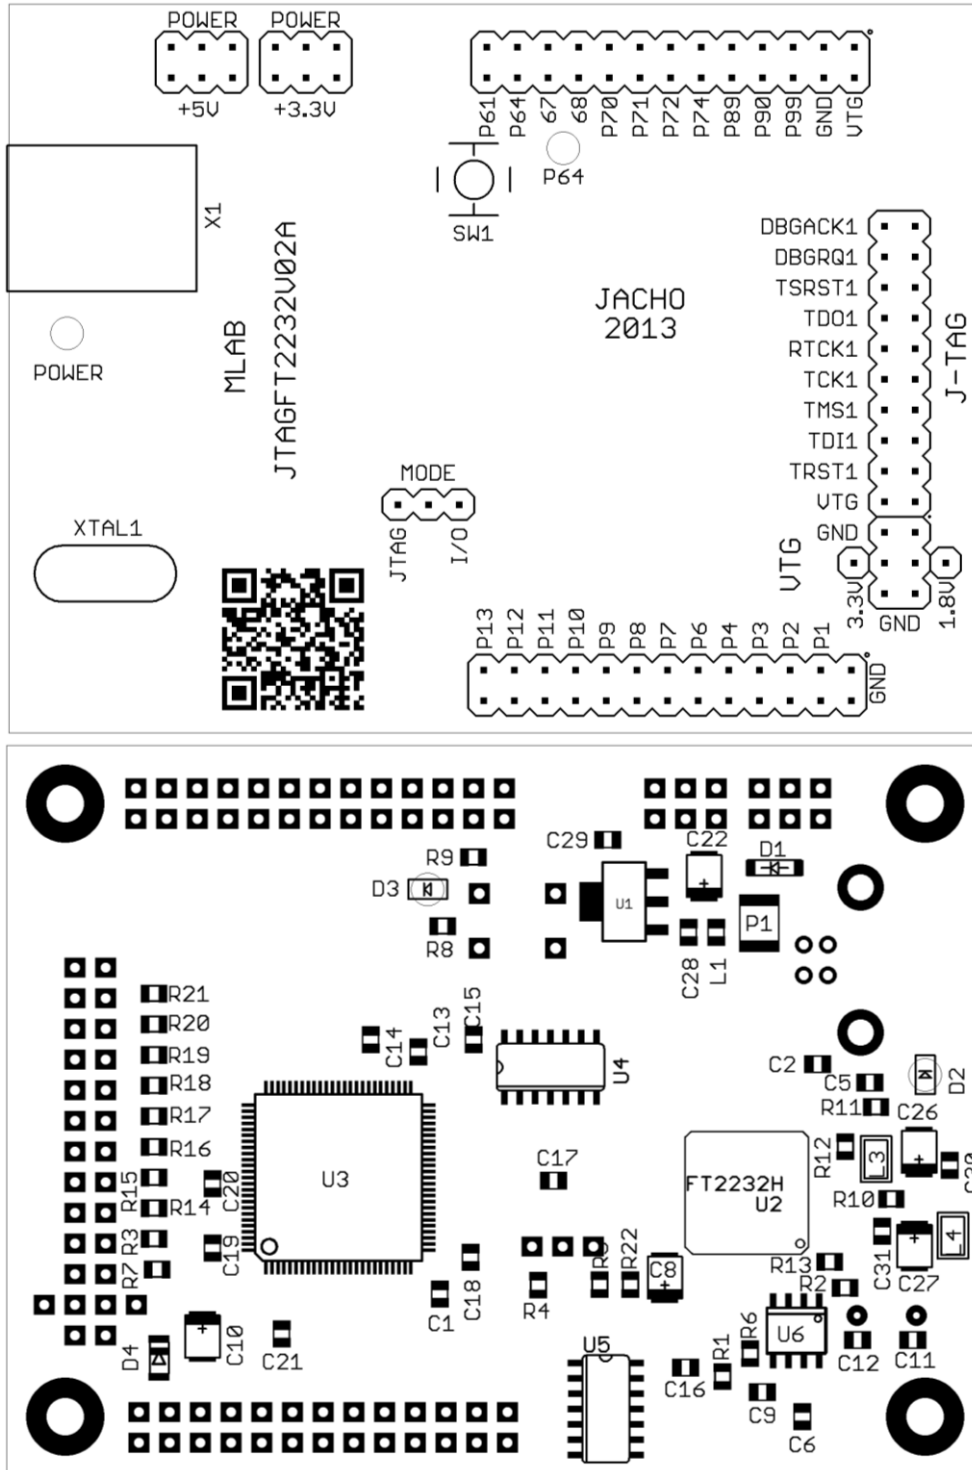 POWER POWER
+5V +3.3V
P61 P64 67 68 P70 P71 P72 P74 P89 P90 P99 GND VTG
P64
SW1
X1
POWER
MLAB
JTAGFT2232V02A
JACHO
2013
DBGACK1
DBGRQ1
TSRST1
TDO1
RTCK1
TCK1
TMS1
TDI1
TRST1
VTG
GND
J-TAG
VTG
3.3V
GND
1.8V
MODE
JTAG
I/O
XTAL1
P13 P12 P11 P10 P9 P8 P7 P6 P4 P3 P2 P1
GND
C29
C22
D1
R9
D3
U1
P1
R8
C28
L1
R21
R20
R19
R18
R17
R16
R15
R14
R3
R7
C14
C13
C15
U4
C2
C5
D2
R11
C26
R12
L3
C30
R10
U3
C20
C19
C17
FT2232H
U2
C31
C27
L4
R13
R2
C18
C1
R4
R5
R22
C8
U6
C12
C11
D4
C10
C21
U5
C16
R1
R6
C9
C6